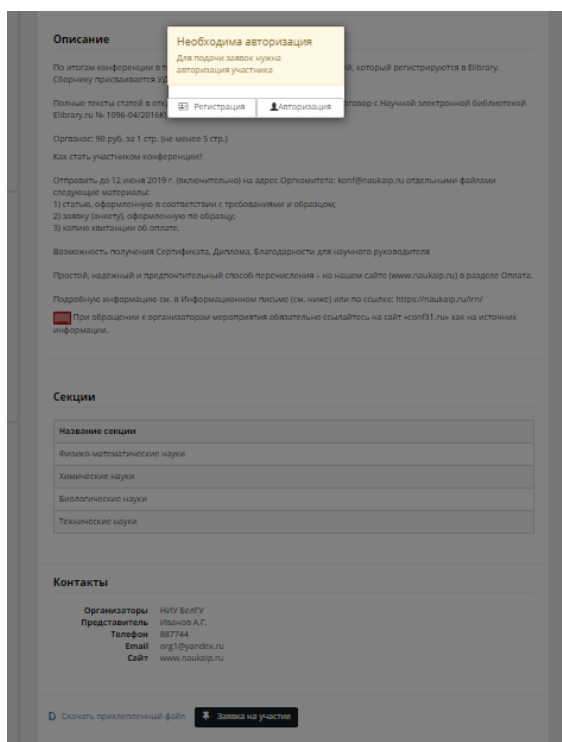 Описание
Необходима авторизация
Для подачи заявок нужна
авторизация участника
Регистрация
Авторизация
По итогам конференции в т
й, который регистрируются в Elibrary.
Сборнику присваивается УД
Полные тексты статей в откр
оговор с Научной электронной библиотекой
Elibrary.ru № 1096-04/2016K)
Оргвзнос: 90 руб. за 1 стр. (не менее 5 стр.)
Как стать участником конференции?
Отправить до 12 июня 2019 г. (включительно) на адрес Оргкомитета: konf@naukaip.ru отдельными файлами
следующие материалы:
1) статью, оформленную в соответствии с требованиями и образцом;
2) заявку (анкету), оформленную по образцу;
3) копию квитанции об оплате.
Возможность получения Сертификата, Диплома, Благодарности для научного руководителя
Простой, надёжный и предпочтительный способ перечисления – на нашем сайте (www.naukaip.ru) в разделе Оплата.
Подробную информацию см. в Информационном письме (см. ниже) или по ссылке: https://naukaip.ru/irn/
При обращении к организаторам мероприятия обязательно ссылайтесь на сайт «conf31.ru» как на источник
информации.
Секции
Название секции
Физико-математические науки
Химические науки
Биологические науки
Технические науки
Контакты
Организаторы НИУ БелГУ
Представитель Иванов А.Г.
Телефон 887744
Email org1@yandex.ru
Сайт www.naukaip.ru
Скачать приклепленный файл Заявка на участие